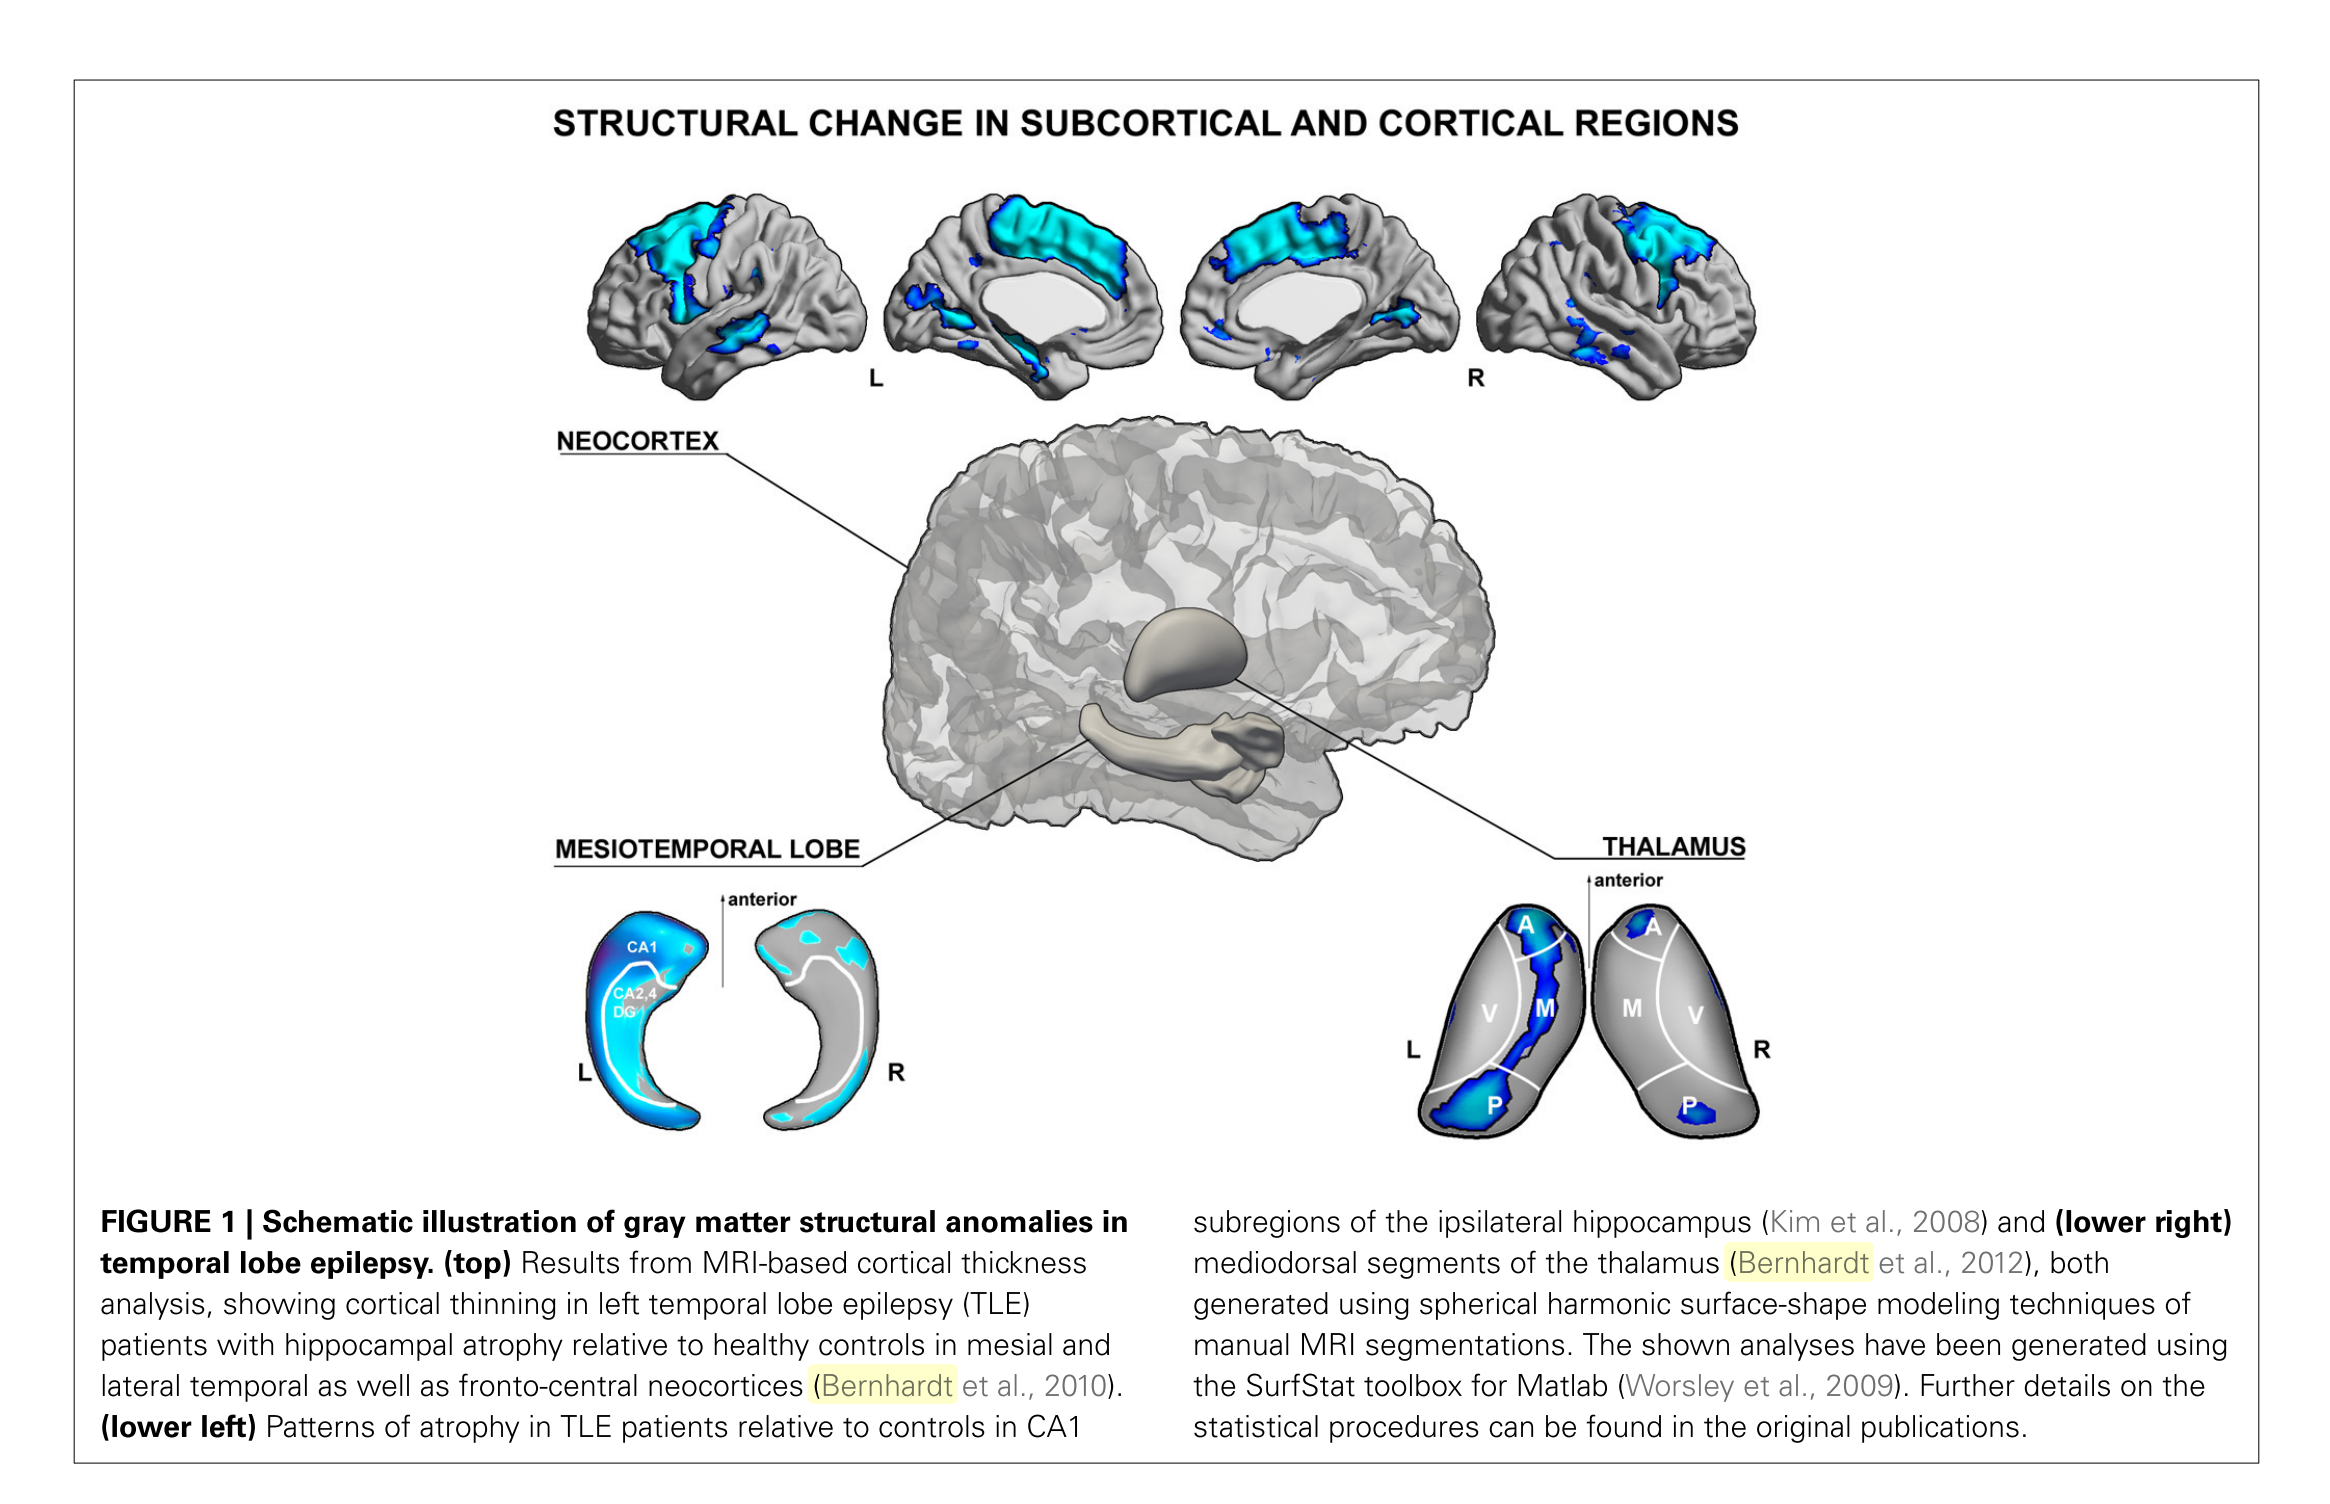 STRUCTURAL CHANGE IN SUBCORTICAL AND CORTICAL REGIONS
L
R
NEOCORTEX
MESIOTEMPORAL LOBE
THALAMUS
anterior
CA1
CA2,4
DG
L
R
anterior
A
A
V
M
M
V
L
R
P
P
FIGURE 1 | Schematic illustration of gray matter structural anomalies in
temporal lobe epilepsy. (top) Results from MRI-based cortical thickness
analysis, showing cortical thinning in left temporal lobe epilepsy (TLE)
patients with hippocampal atrophy relative to healthy controls in mesial and
lateral temporal as well as fronto-central neocortices (Bernhardt et al., 2010).
(lower left) Patterns of atrophy in TLE patients relative to controls in CA1
subregions of the ipsilateral hippocampus (Kim et al., 2008) and (lower right)
mediodorsal segments of the thalamus (Bernhardt et al., 2012), both
generated using spherical harmonic surface-shape modeling techniques of
manual MRI segmentations. The shown analyses have been generated using
the SurfStat toolbox for Matlab (Worsley et al., 2009). Further details on the
statistical procedures can be found in the original publications.